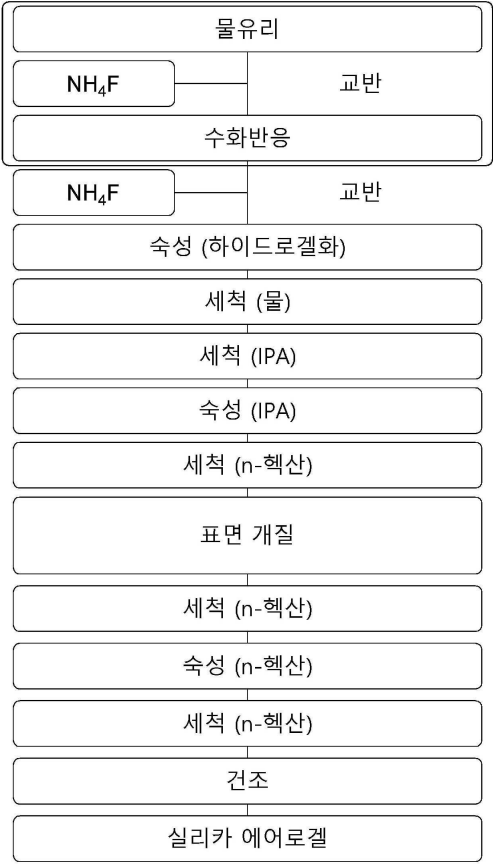 물유리
NH₄F 교반
수화반응
NH₄F 교반
숙성 (하이드로겔화)
세척 (물)
세척 (IPA)
숙성 (IPA)
세척 (n-헥산)
표면 개질
세척 (n-헥산)
숙성 (n-헥산)
세척 (n-헥산)
건조
실리카 에어로겔